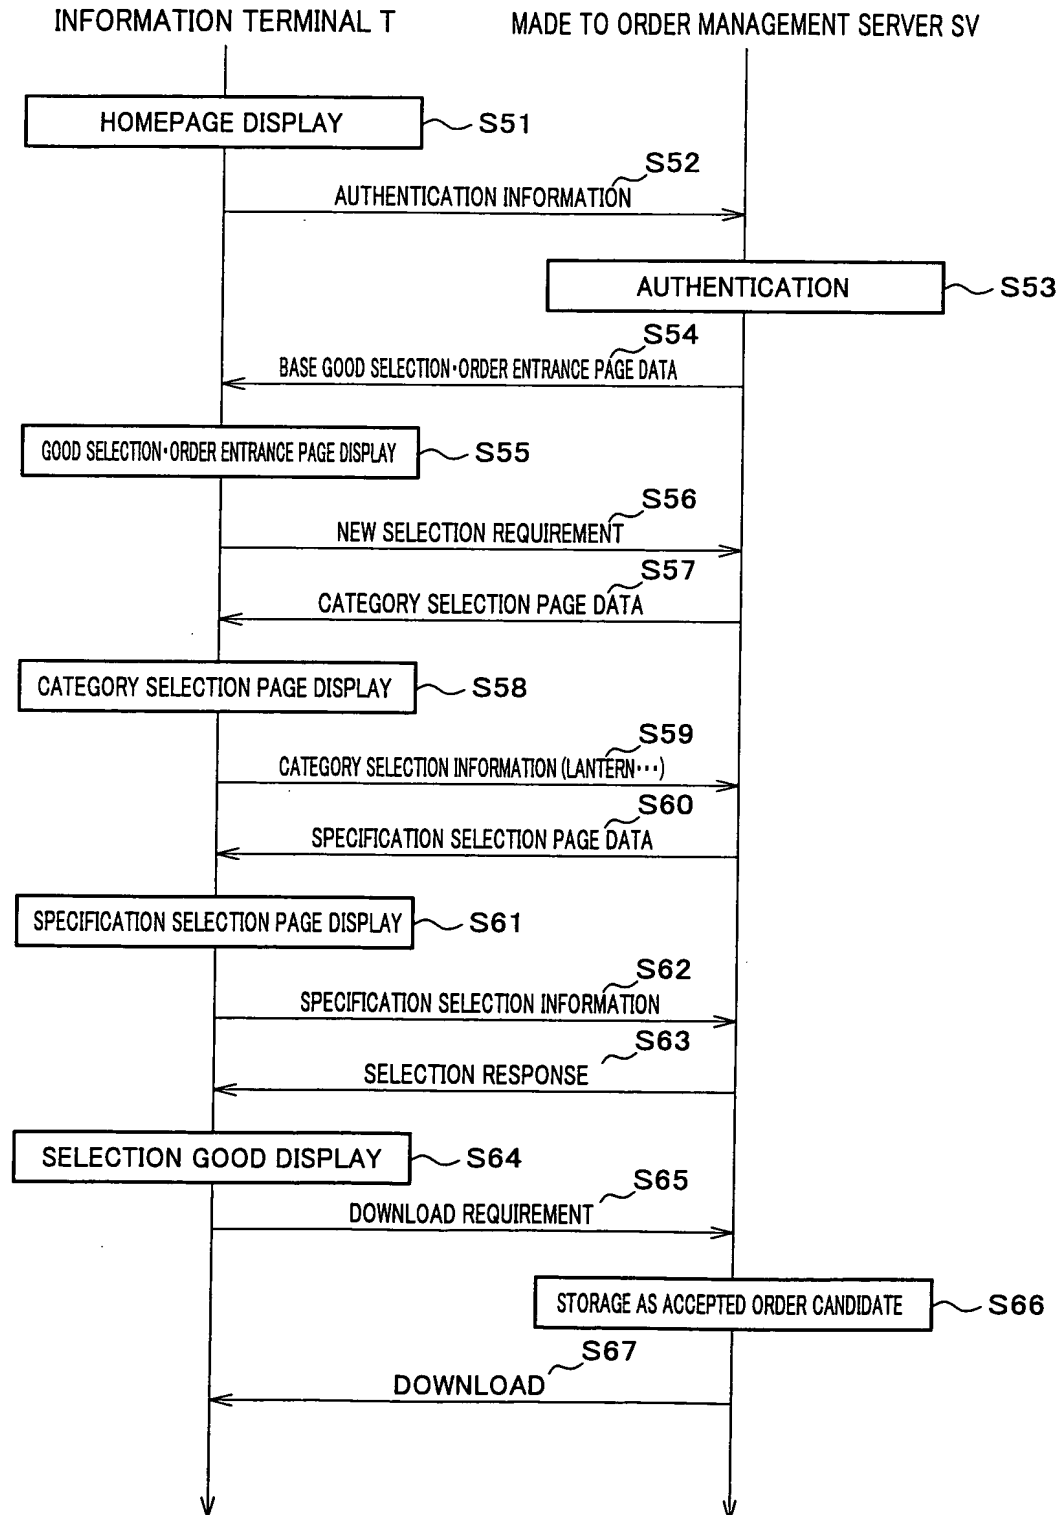 INFORMATION TERMINAL T
MADE TO ORDER MANAGEMENT SERVER SV
HOMEPAGE DISPLAY
S51
S52
AUTHENTICATION INFORMATION
AUTHENTICATION
S53
S54
BASE GOOD SELECTION・ORDER ENTRANCE PAGE DATA
GOOD SELECTION・ORDER ENTRANCE PAGE DISPLAY
S55
S56
NEW SELECTION REQUIREMENT
S57
CATEGORY SELECTION PAGE DATA
CATEGORY SELECTION PAGE DISPLAY
S58
S59
CATEGORY SELECTION INFORMATION (LANTERN･･･)
S60
SPECIFICATION SELECTION PAGE DATA
SPECIFICATION SELECTION PAGE DISPLAY
S61
S62
SPECIFICATION SELECTION INFORMATION
S63
SELECTION RESPONSE
SELECTION GOOD DISPLAY
S64
S65
DOWNLOAD REQUIREMENT
STORAGE AS ACCEPTED ORDER CANDIDATE
S66
S67
DOWNLOAD